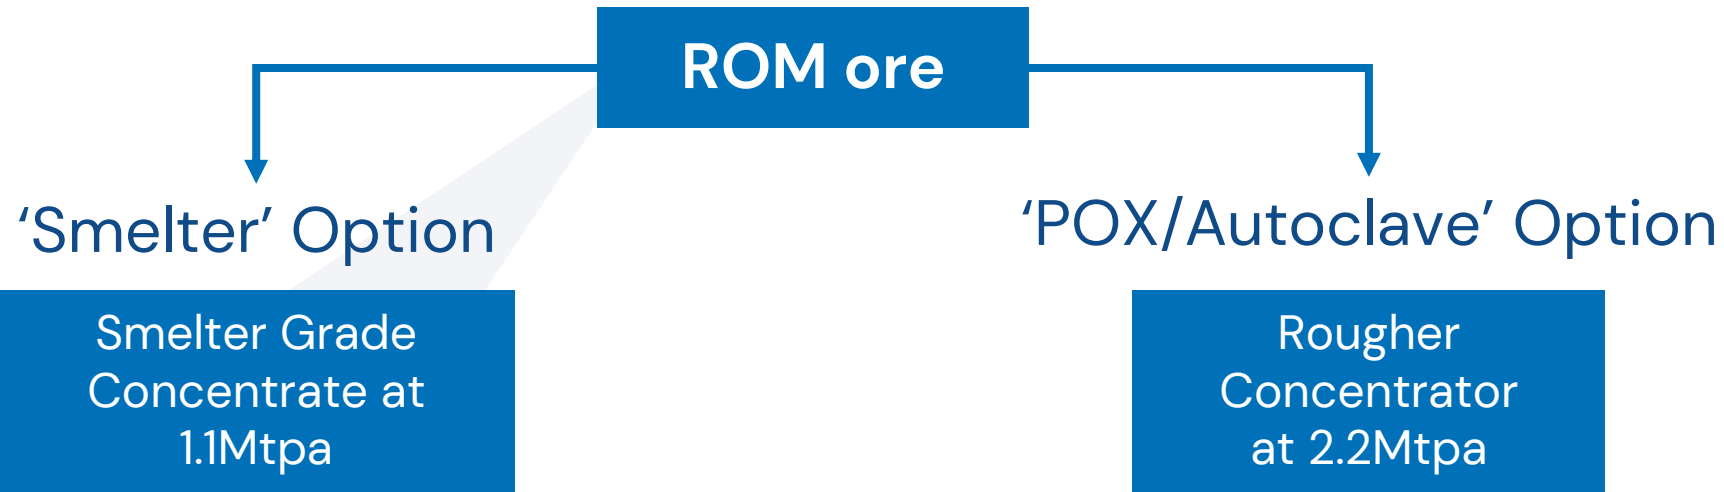 ROM ore
‘Smelter’ Option
‘POX/Autoclave’ Option
Smelter Grade
Concentrate at
1.1Mtpa
Rougher
Concentrator
at 2.2Mtpa